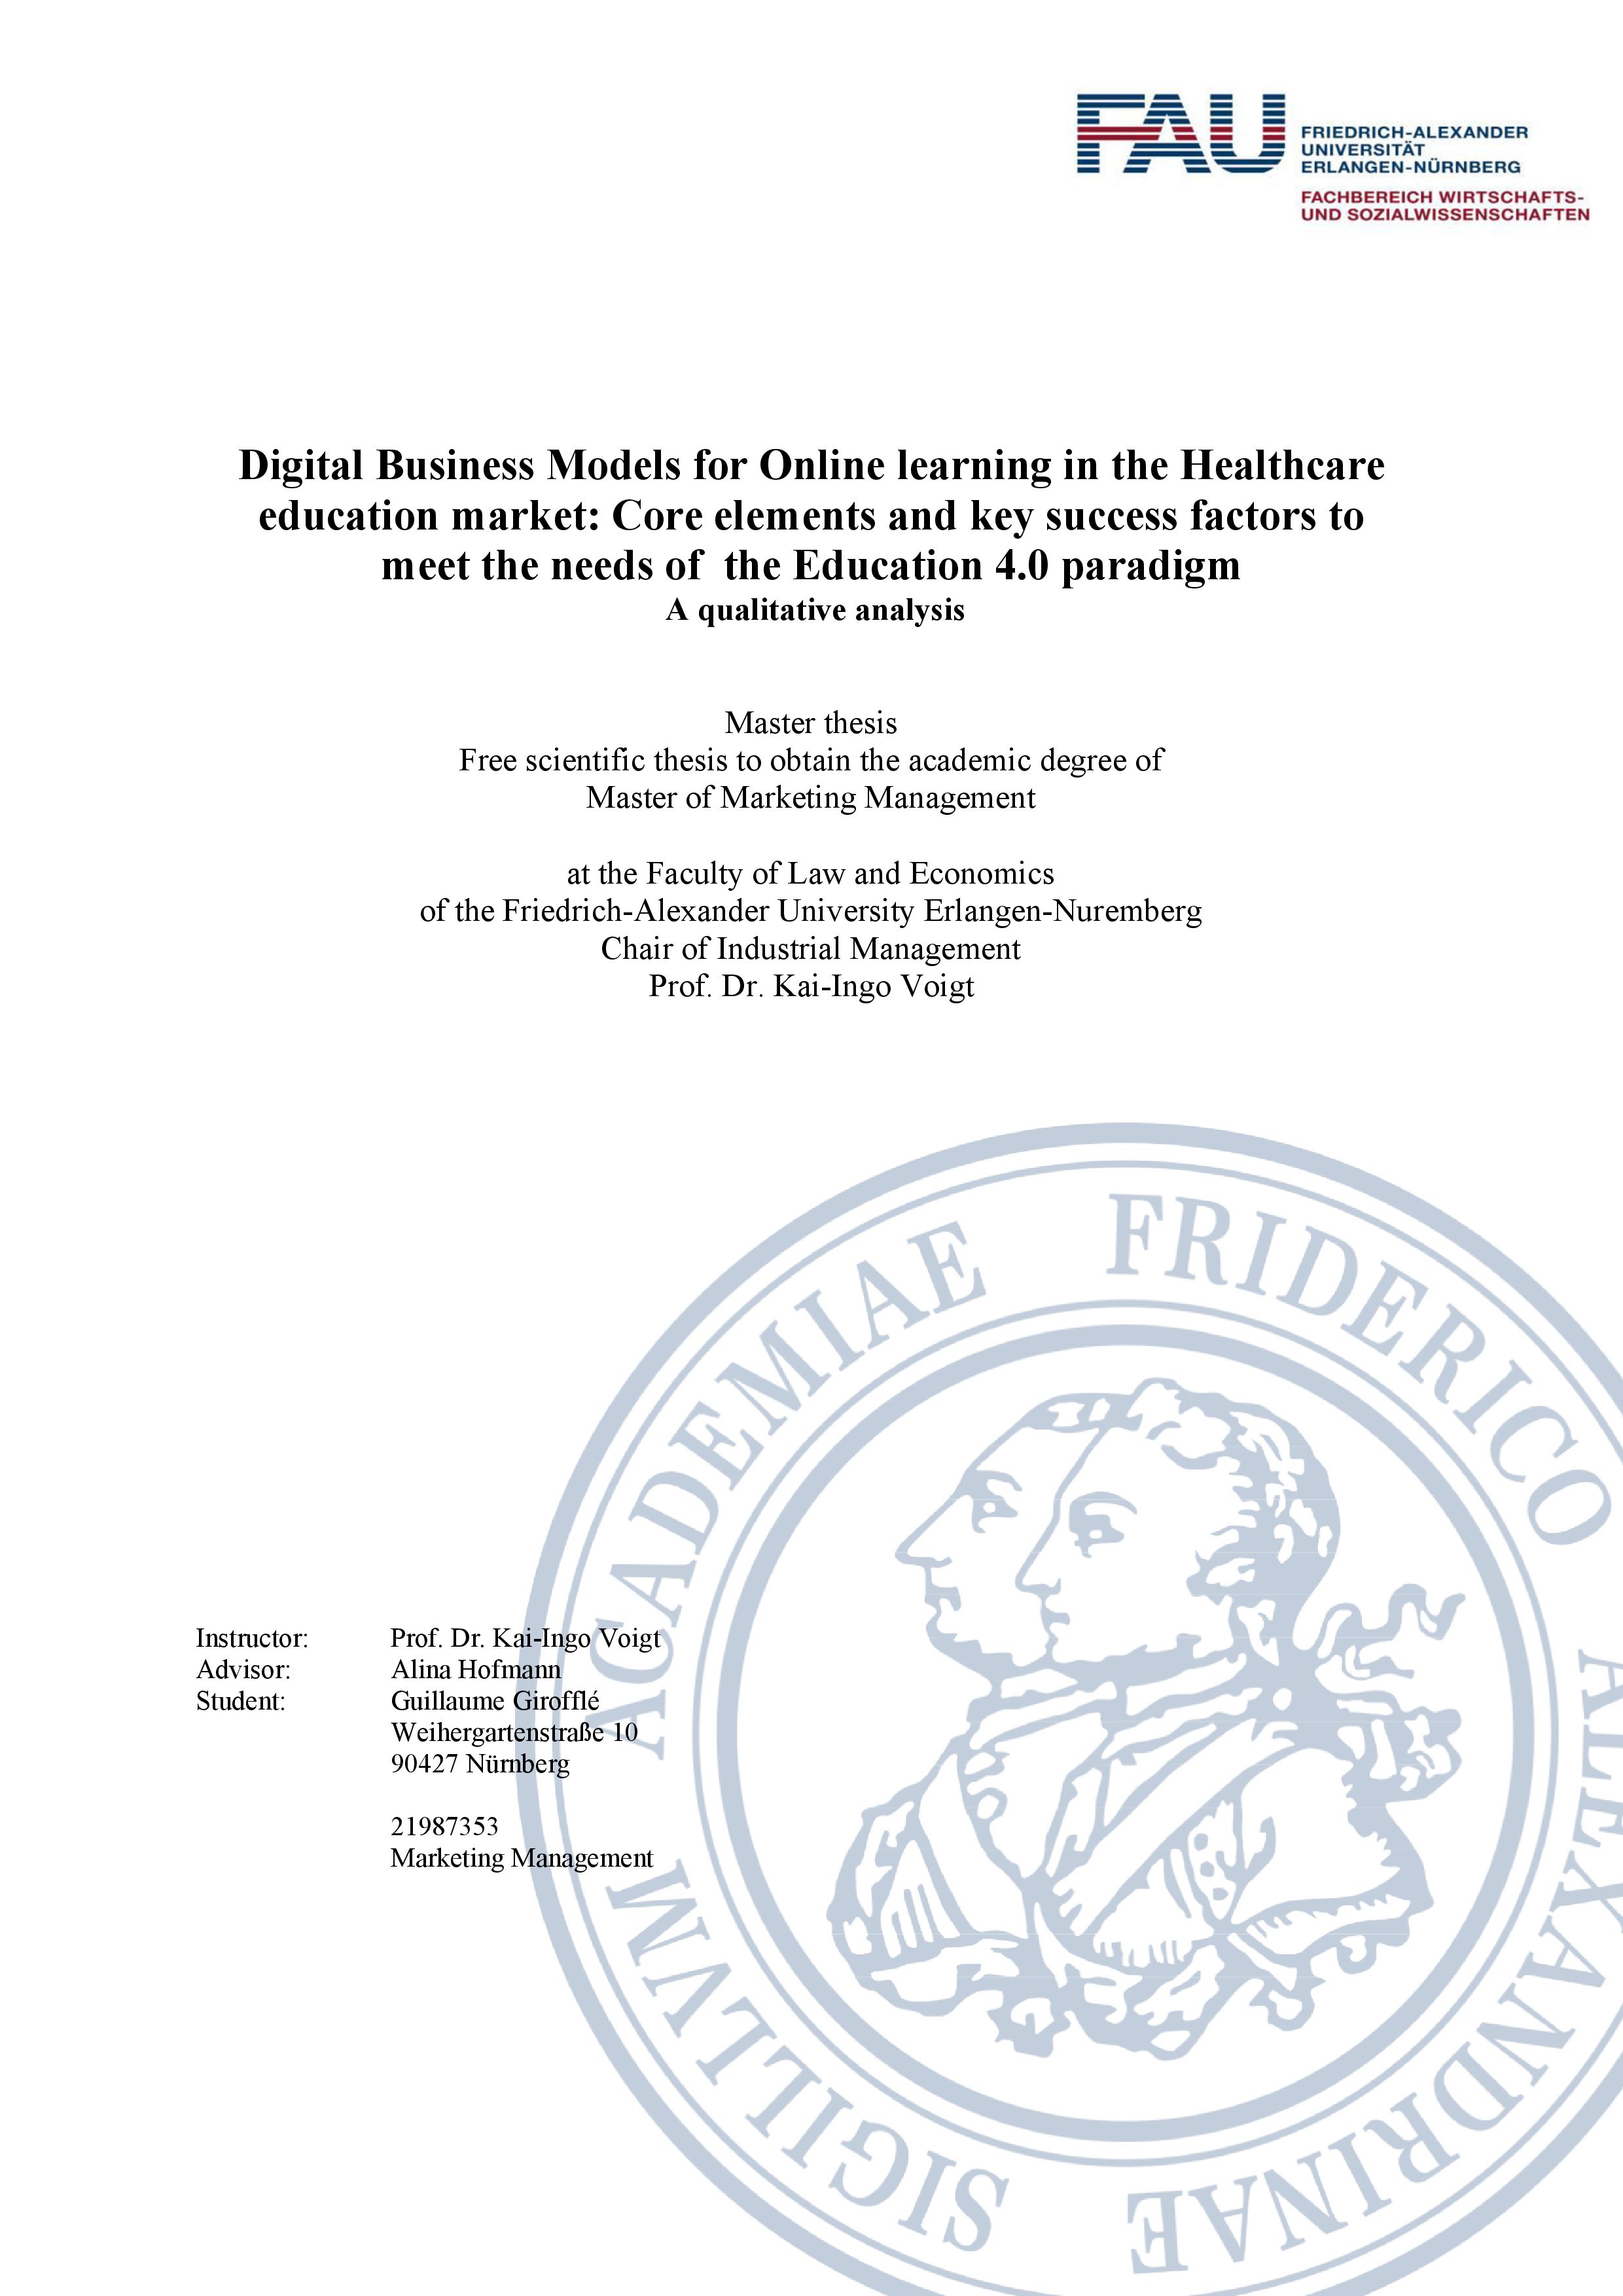 FAU
FRIEDRICH-ALEXANDER
UNIVERSITÄT
ERLANGEN-NÜRNBERG
FACHBEREICH WIRTSCHAFTS-
UND SOZIALWISSENSCHAFTEN
Digital Business Models for Online learning in the Healthcare
education market: Core elements and key success factors to
meet the needs of the Education 4.0 paradigm
A qualitative analysis
Master thesis
Free scientific thesis to obtain the academic degree of
Master of Marketing Management
at the Faculty of Law and Economics
of the Friedrich-Alexander University Erlangen-Nuremberg
Chair of Industrial Management
Prof. Dr. Kai-Ingo Voigt
Instructor: Prof. Dr. Kai-Ingo Voigt
Advisor: Alina Hofmann
Student: Guillaume Girofflé
Weihergartenstraße 10
90427 Nürnberg
21987353
Marketing Management
SIGILLVM ACADEMIAE FRIDERICO ALEXANDRINAE